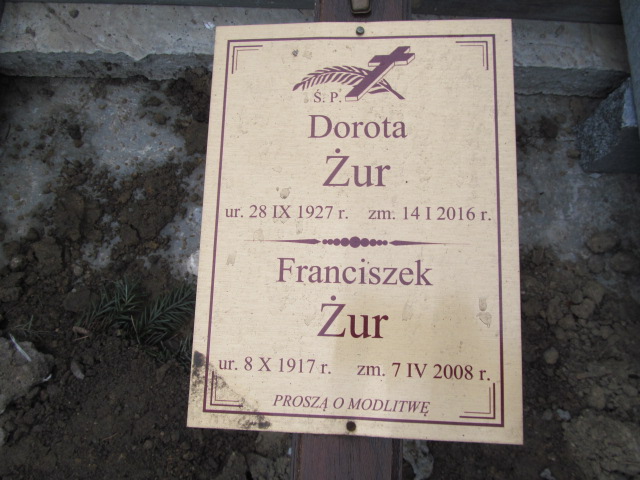 Ś. P.
Dorota
Żur
ur. 28 IX 1927 r. zm. 14 I 2016 r.
Franciszek
Żur
ur. 8 X 1917 r. zm. 7 IV 2008 r.
PROSZĄ O MODLITWĘ